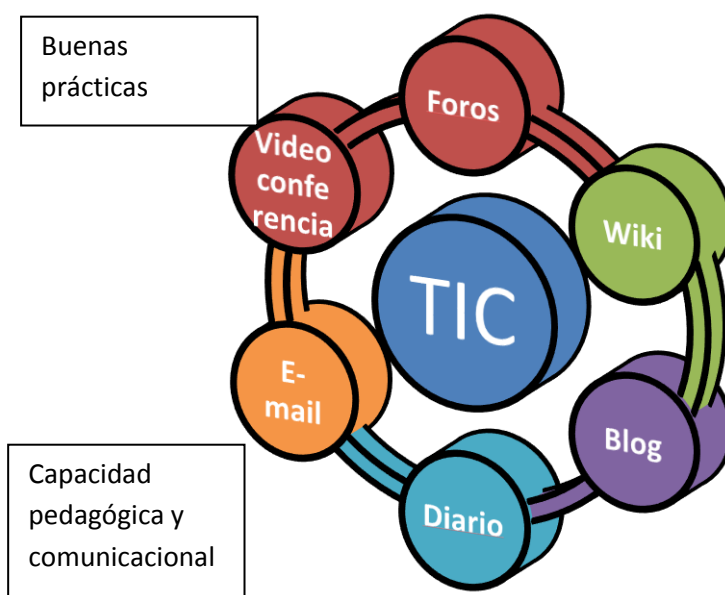 Buenas
prácticas
Foros
Video
confe
rencia
Wiki
TIC
E-
mail
Blog
Diario
Capacidad
pedagógica y
comunicacional